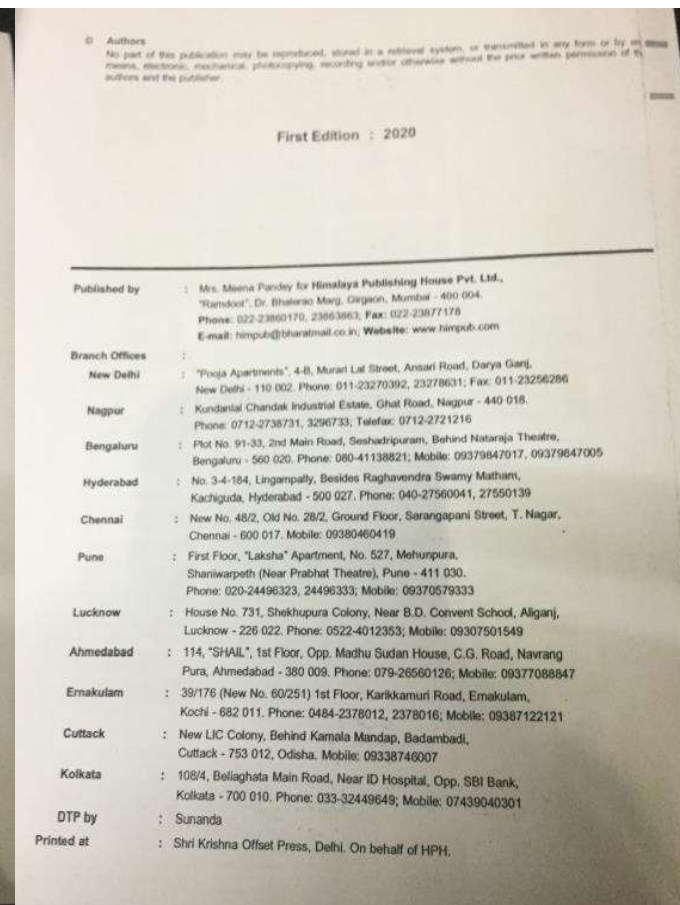 © Authors
No part of this publication may be reproduced, stored in a retrieval system, or transmitted in any form or by
means, electronic, mechanical, photocopying, recording and/or otherwise without the prior written permission of
authors and the publisher
First Edition : 2020
Published by : Mrs. Meena Pandey for Himalaya Publishing House Pvt. Ltd.,
"Ramdoot", Dr. Bhalerao Marg, Girgaon, Mumbai - 400 004.
Phone: 022-23860170, 23863863; Fax: 022-23877178
E-mail: himpub@bharatmail.co.in; Website: www.himpub.com
Branch Offices :
New Delhi : "Pooja Apartments", 4-B, Murari Lal Street, Ansari Road, Darya Ganj,
New Delhi - 110 002. Phone: 011-23270392, 23278631; Fax: 011-23256286
Nagpur : Kundanlal Chandak Industrial Estate, Ghat Road, Nagpur - 440 018.
Phone: 0712-2738731, 3296733; Telefax: 0712-2721216
Bengaluru : Plot No. 91-33, 2nd Main Road, Seshadripuram, Behind Nataraja Theatre,
Bengaluru - 560 020. Phone: 080-41138821; Mobile: 09379847017, 09379847005
Hyderabad : No. 3-4-184, Lingampally, Besides Raghavendra Swamy Matham,
Kachiguda, Hyderabad - 500 027. Phone: 040-27560041, 27550139
Chennai : New No. 48/2, Old No. 28/2, Ground Floor, Sarangapani Street, T. Nagar,
Chennai - 600 017. Mobile: 09380460419
Pune : First Floor, "Laksha" Apartment, No. 527, Mehunpura,
Shaniwarpeth (Near Prabhat Theatre), Pune - 411 030.
Phone: 020-24496323, 24496333; Mobile: 09370579333
Lucknow : House No. 731, Shekhupura Colony, Near B.D. Convent School, Aliganj,
Lucknow - 226 022. Phone: 0522-4012353; Mobile: 09307501549
Ahmedabad : 114, "SHAIL", 1st Floor, Opp. Madhu Sudan House, C.G. Road, Navrang
Pura, Ahmedabad - 380 009. Phone: 079-26560126; Mobile: 09377088847
Ernakulam : 39/176 (New No. 60/251) 1st Floor, Karikkamuri Road, Ernakulam,
Kochi - 682 011. Phone: 0484-2378012, 2378016; Mobile: 09387122121
Cuttack : New LIC Colony, Behind Kamala Mandap, Badambadi,
Cuttack - 753 012, Odisha. Mobile: 09338746007
Kolkata : 108/4, Beliaghata Main Road, Near ID Hospital, Opp. SBI Bank,
Kolkata - 700 010. Phone: 033-32449649; Mobile: 07439040301
DTP by : Sunanda
Printed at : Shri Krishna Offset Press, Delhi. On behalf of HPH.